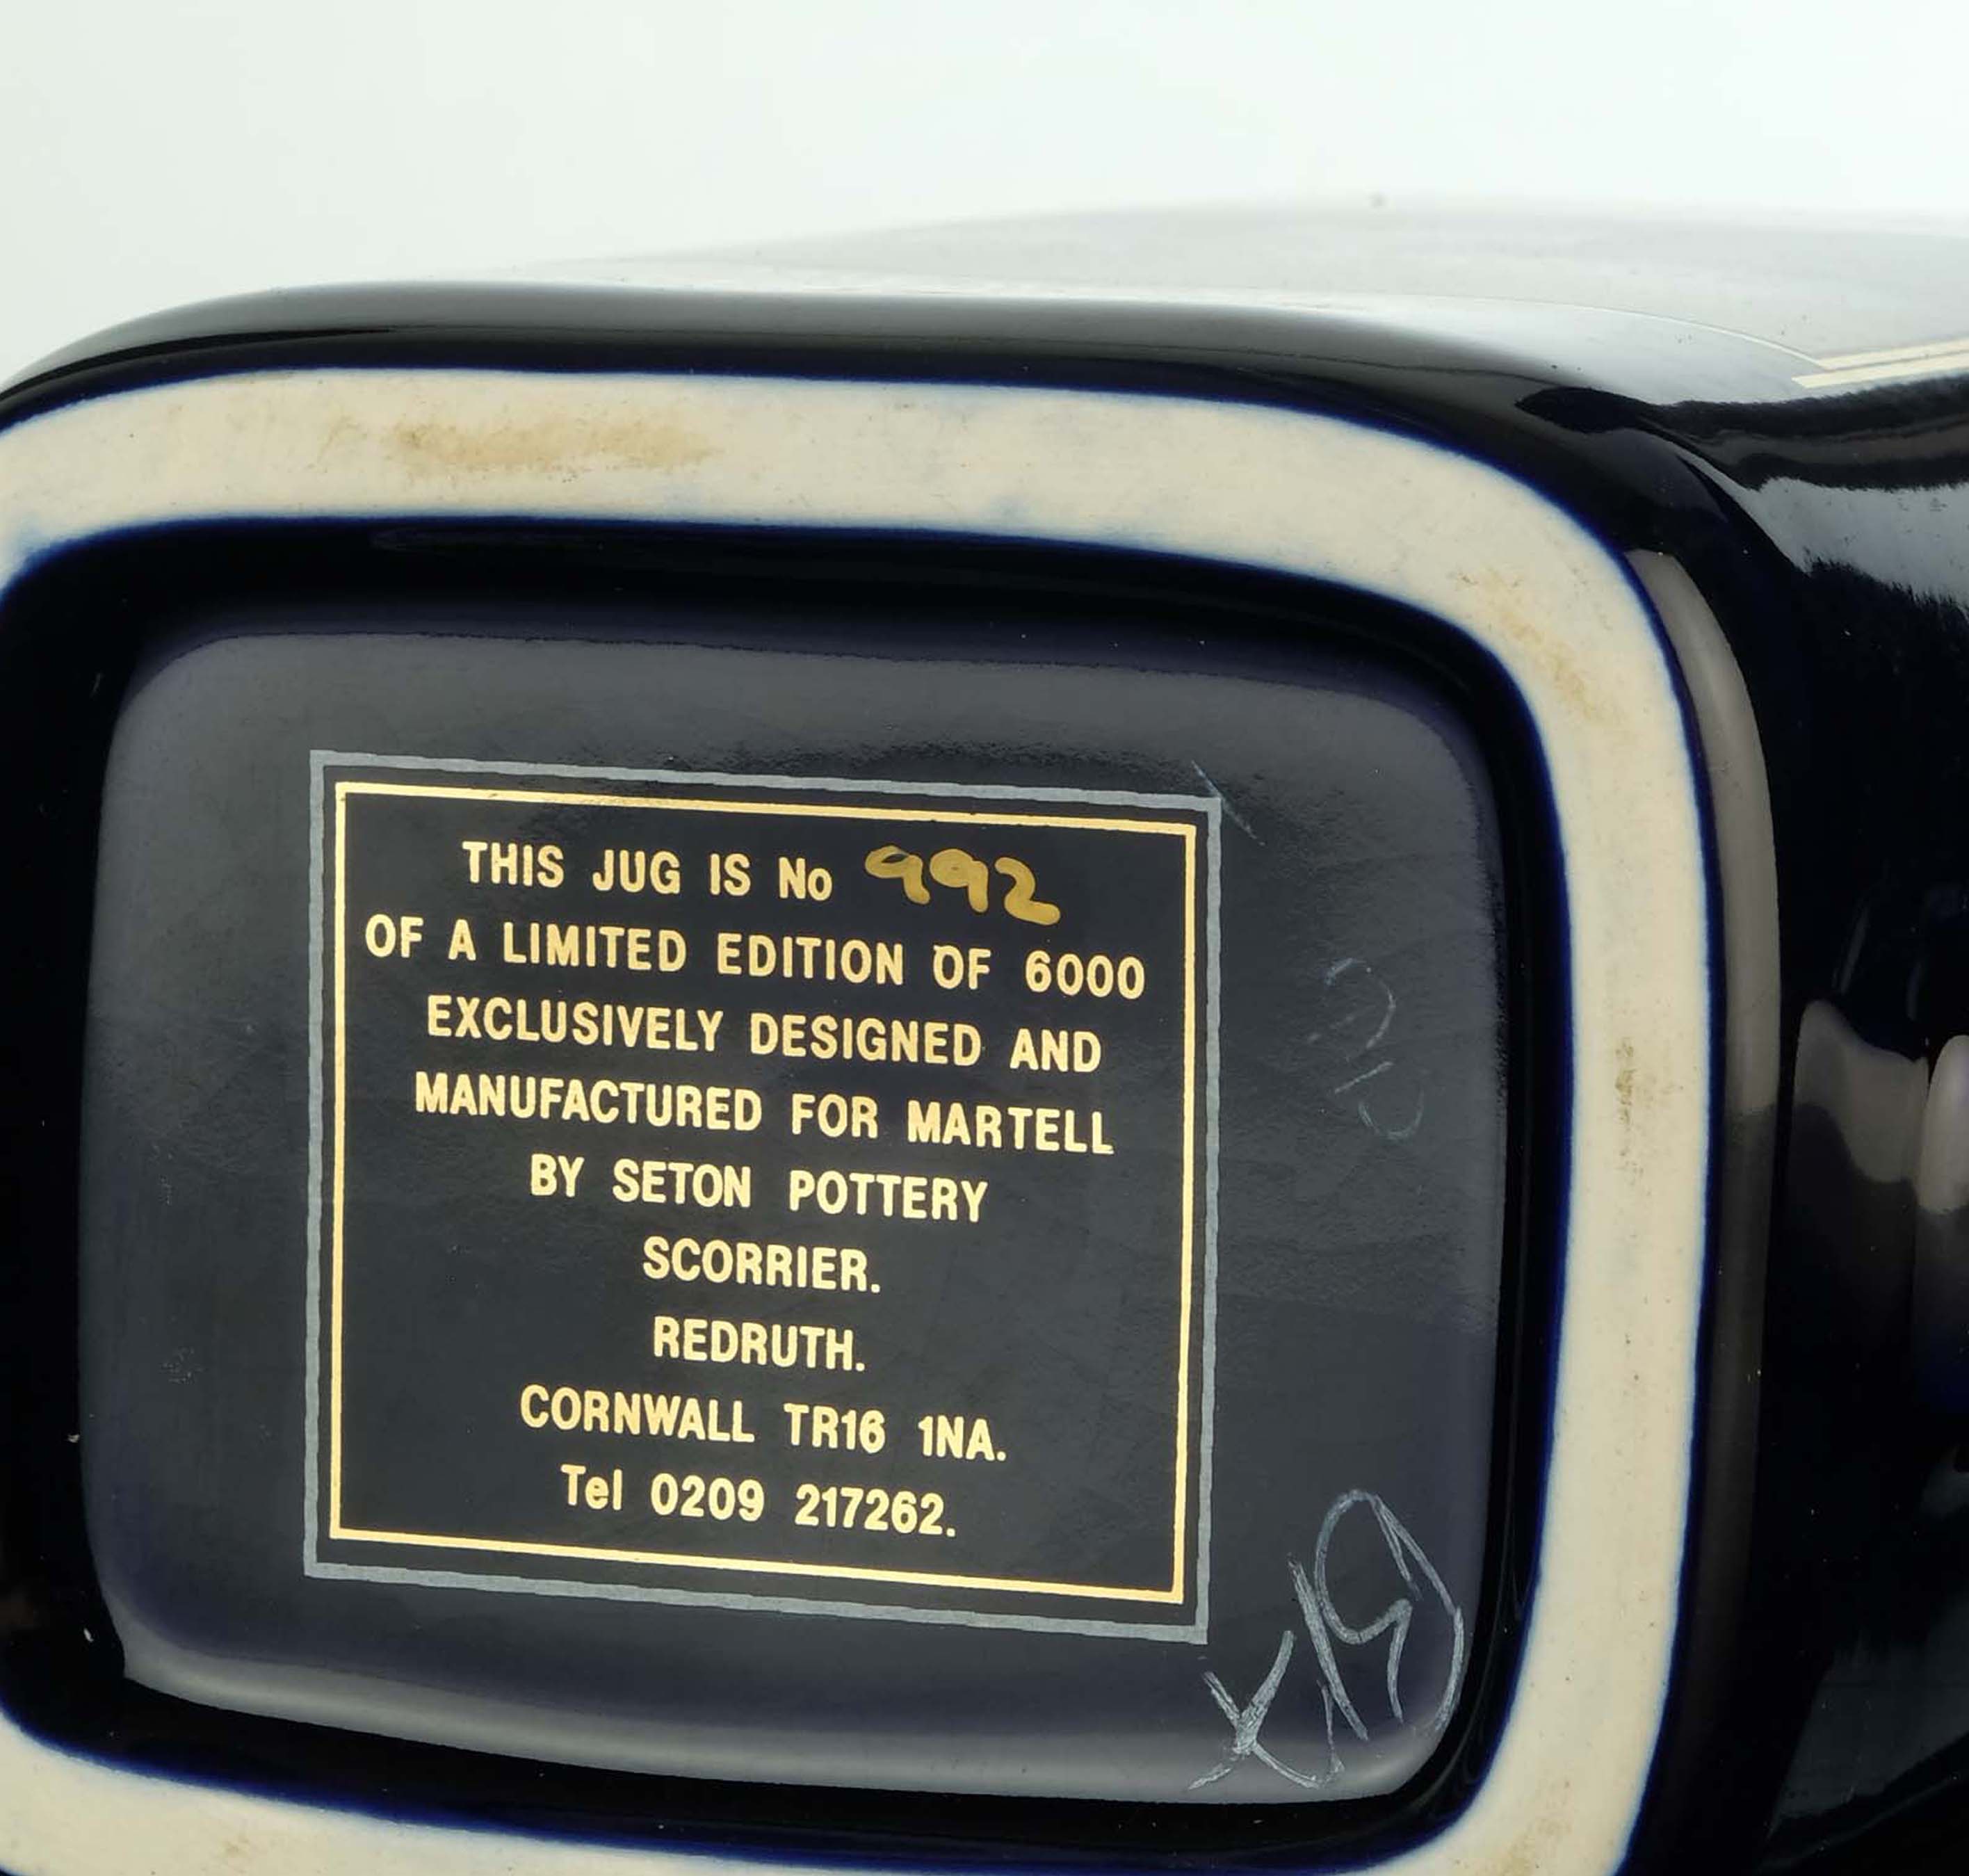 THIS JUG IS No 992
OF A LIMITED EDITION OF 6000
EXCLUSIVELY DESIGNED AND
MANUFACTURED FOR MARTELL
BY SETON POTTERY
SCORRIER.
REDRUTH.
CORNWALL TR16 1NA.
Tel 0209 217262.